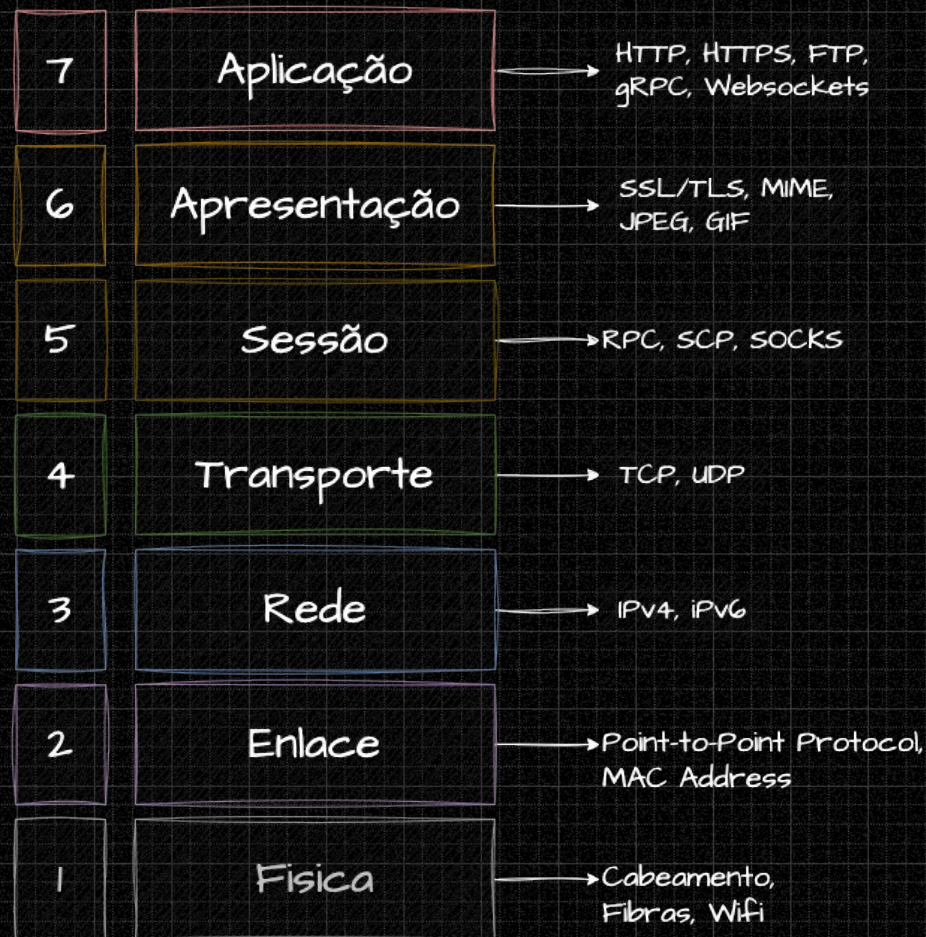 7
Aplicação
HTTP, HTTPS, FTP,
gRPC, Websockets
6
Apresentação
SSL/TLS, MIME,
JPEG, GIF
5
Sessão
RPC, SCP, SOCKS
4
Transporte
TCP, UDP
3
Rede
IPv4, iPv6
2
Enlace
Point-to-Point Protocol,
MAC Address
1
Fisica
Cabeamento,
Fibras, Wifi